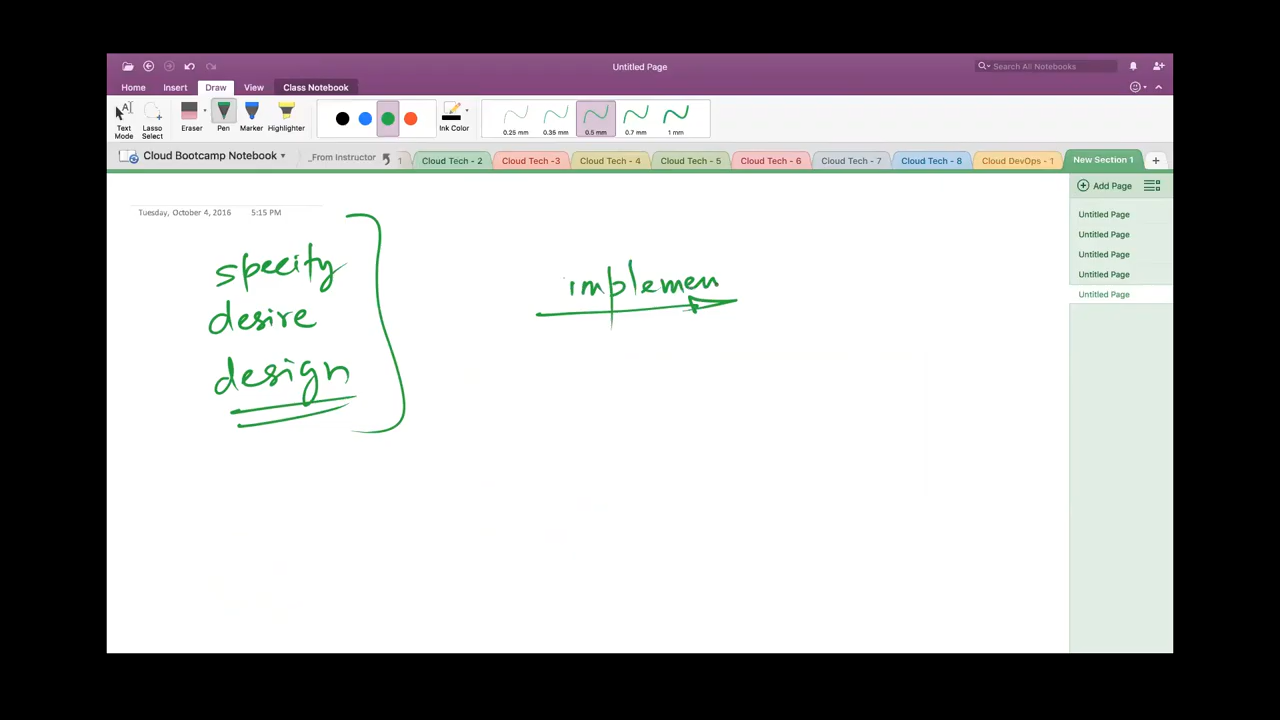 Untitled Page
Search All Notebooks
Home Insert Draw View Class Notebook
Text Mode
Lasso Select
Eraser
Pen
Marker
Highlighter
Ink Color
0.25 mm
0.35 mm
0.5 mm
0.7 mm
1 mm
Cloud Bootcamp Notebook
_From Instructor
1
Cloud Tech - 2
Cloud Tech -3
Cloud Tech - 4
Cloud Tech - 5
Cloud Tech - 6
Cloud Tech - 7
Cloud Tech - 8
Cloud DevOps - 1
New Section 1
Add Page
Untitled Page
Untitled Page
Untitled Page
Untitled Page
Untitled Page
Tuesday, October 4, 2016 5:15 PM
specity
desire
design
implemen